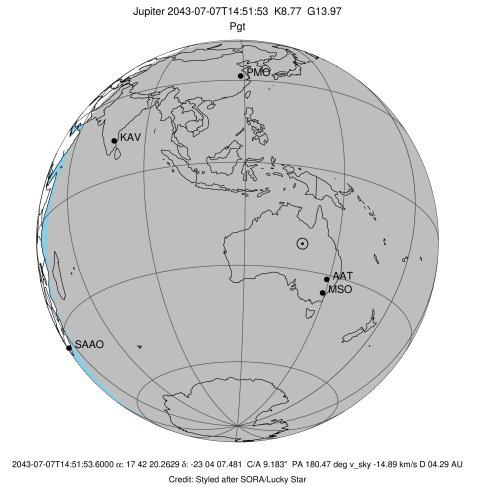 Jupiter 2043-07-07T14:51:53 K8.77 G13.97
Pgt
PMO
KAV
AAT
MSO
SAAO
2043-07-07T14:51:53.6000 α: 17 42 20.2629 δ: -23 04 07.481 C/A 9.183" PA 180.47 deg v_sky -14.89 km/s D 04.29 AU
Credit: Styled after SORA/Lucky Star